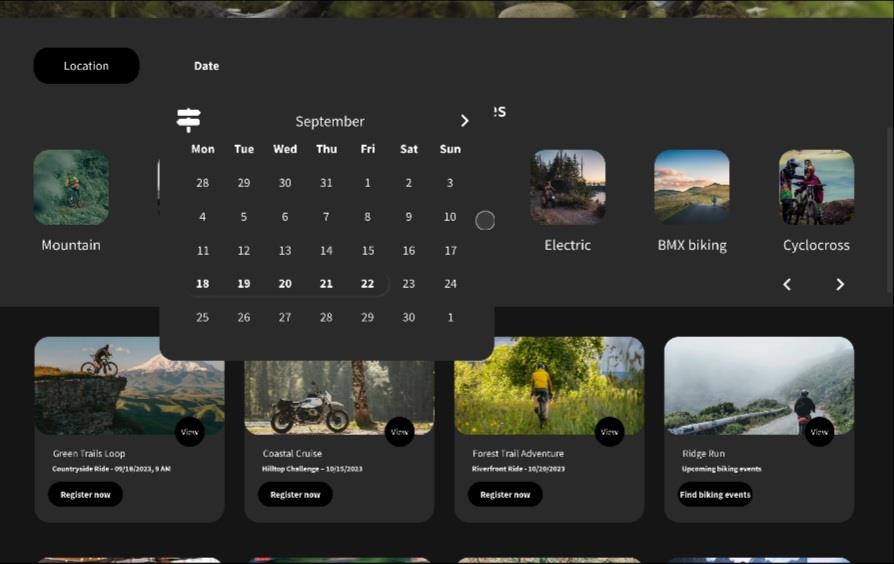 Location
Date
September
Mon Tue Wed Thu Fri Sat Sun
28 29 30 31 1 2 3
4 5 6 7 8 9 10
11 12 13 14 15 16 17
18 19 20 21 22 23 24
25 26 27 28 29 30 1
Mountain
Electric
BMX biking
Cyclocross
View
Green Trails Loop
Countryside Ride - 09/18/2023, 9 AM
Register now
View
Coastal Cruise
Hilltop Challenge – 10/15/2023
Register now
View
Forest Trail Adventure
Riverfront Ride - 10/20/2023
Register now
View
Ridge Run
Upcoming biking events
Find biking events